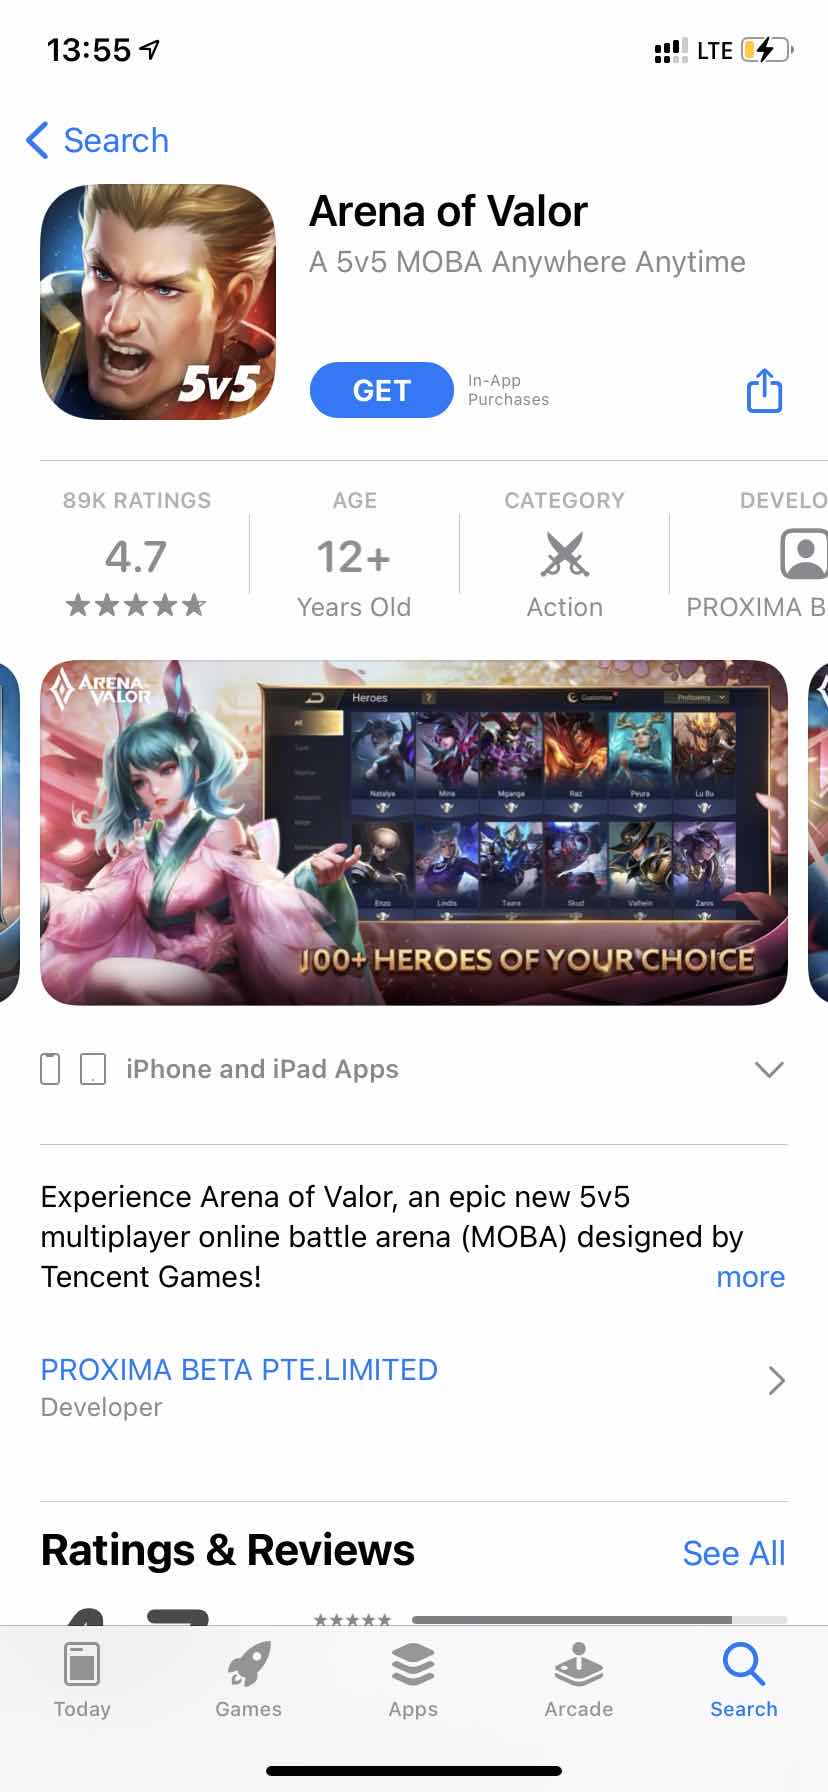 13:55
LTE
Search
5v5
Arena of Valor
A 5v5 MOBA Anywhere Anytime
GET
In-App
Purchases
89K RATINGS
4.7
AGE
12+
Years Old
CATEGORY
Action
DEVELO
PROXIMA B
ARENA
VALOR
Heroes
?
Customise
Proficiency
All
Natalya
Mina
Mganga
Raz
Peura
Lu Bu
Enzo
Lindis
Taara
Skud
Valhein
Zanis
100+ HEROES OF YOUR CHOICE
iPhone and iPad Apps
Experience Arena of Valor, an epic new 5v5
multiplayer online battle arena (MOBA) designed by
Tencent Games!
more
PROXIMA BETA PTE.LIMITED
Developer
Ratings & Reviews
See All
Today
Games
Apps
Arcade
Search